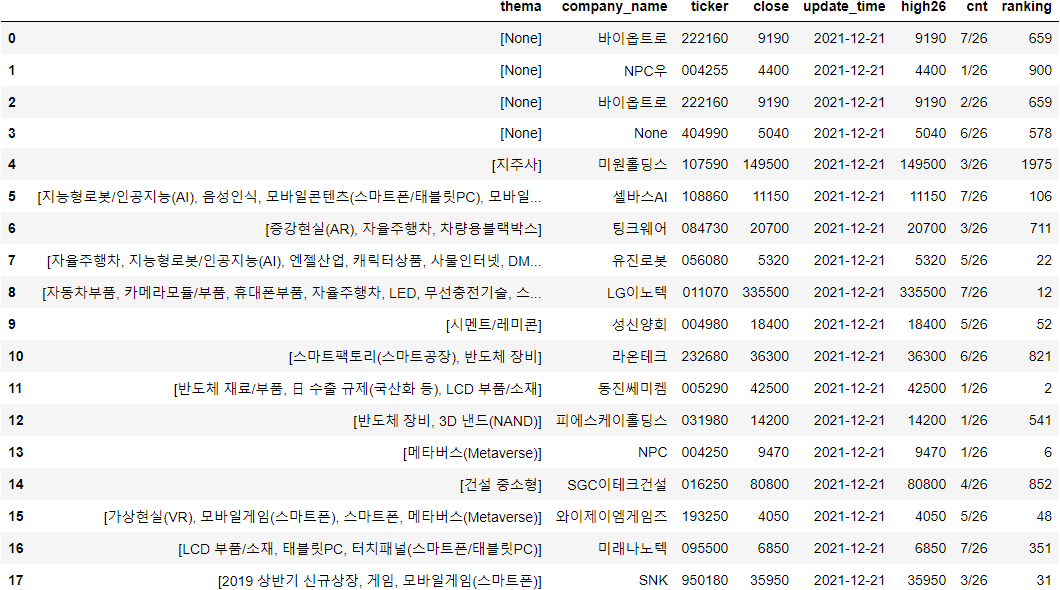 thema company_name ticker close update_time high26 cnt ranking
0 [None] 바이옵트로 222160 9190 2021-12-21 9190 7/26 659
1 [None] NPC우 004255 4400 2021-12-21 4400 1/26 900
2 [None] 바이옵트로 222160 9190 2021-12-21 9190 2/26 659
3 [None] None 404990 5040 2021-12-21 5040 6/26 578
4 [지주사] 미원홀딩스 107590 149500 2021-12-21 149500 3/26 1975
5 [지능형로봇/인공지능(AI), 음성인식, 모바일콘텐츠(스마트폰/태블릿PC), 모바일... 셀바스AI 108860 11150 2021-12-21 11150 7/26 106
6 [증강현실(AR), 자율주행차, 차량용블랙박스] 팅크웨어 084730 20700 2021-12-21 20700 3/26 711
7 [자율주행차, 지능형로봇/인공지능(AI), 엔젤산업, 캐릭터상품, 사물인터넷, DM... 유진로봇 056080 5320 2021-12-21 5320 5/26 22
8 [자동차부품, 카메라모듈/부품, 휴대폰부품, 자율주행차, LED, 무선충전기술, 스... LG이노텍 011070 335500 2021-12-21 335500 7/26 12
9 [시멘트/레미콘] 성신양회 004980 18400 2021-12-21 18400 5/26 52
10 [스마트팩토리(스마트공장), 반도체 장비] 라온테크 232680 36300 2021-12-21 36300 6/26 821
11 [반도체 재료/부품, 日 수출 규제(국산화 등), LCD 부품/소재] 동진쎄미켐 005290 42500 2021-12-21 42500 1/26 2
12 [반도체 장비, 3D 낸드(NAND)] 피에스케이홀딩스 031980 14200 2021-12-21 14200 1/26 541
13 [메타버스(Metaverse)] NPC 004250 9470 2021-12-21 9470 1/26 6
14 [건설 중소형] SGC이테크건설 016250 80800 2021-12-21 80800 4/26 852
15 [가상현실(VR), 모바일게임(스마트폰), 스마트폰, 메타버스(Metaverse)] 와이제이엠게임즈 193250 4050 2021-12-21 4050 5/26 48
16 [LCD 부품/소재, 태블릿PC, 터치패널(스마트폰/태블릿PC)] 미래나노텍 095500 6850 2021-12-21 6850 7/26 351
17 [2019 상반기 신규상장, 게임, 모바일게임(스마트폰)] SNK 950180 35950 2021-12-21 35950 3/26 31